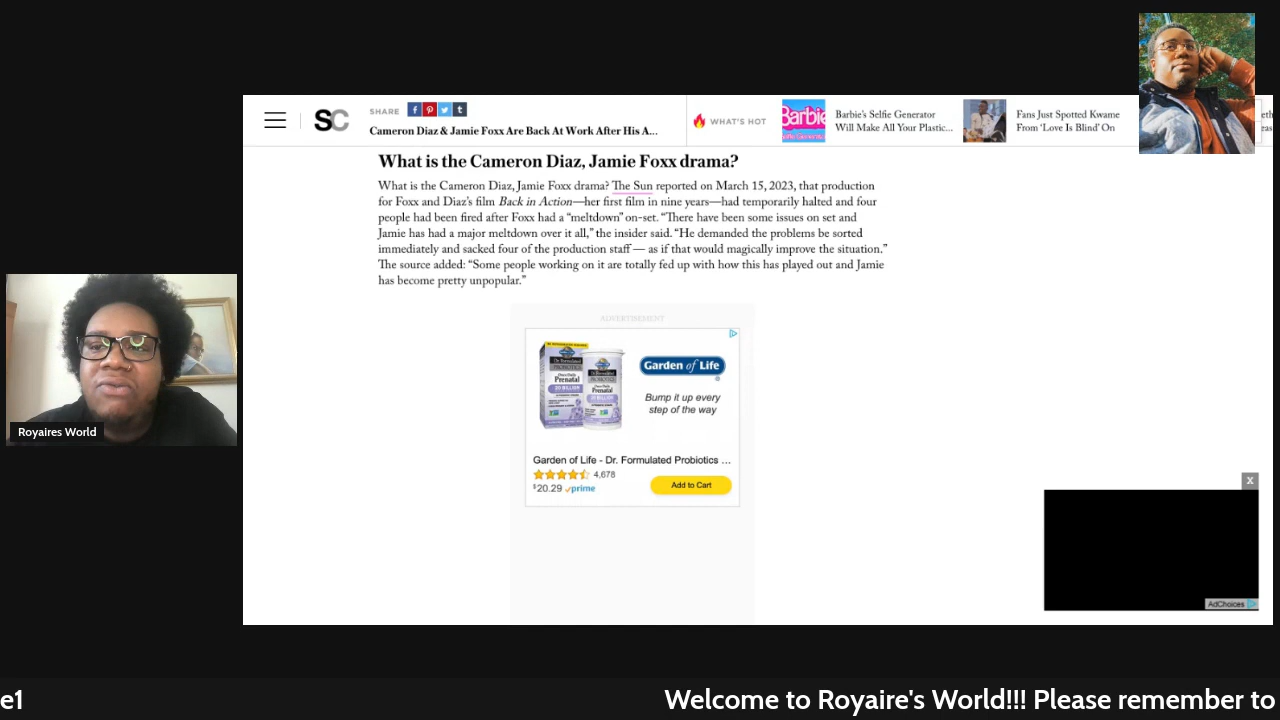 SC
SHARE
Cameron Diaz & Jamie Foxx Are Back At Work After His A...
WHAT'S HOT
Barbie
Barbie's Selfie Generator
Will Make All Your Plastic...
Fans Just Spotted Kwame
From 'Love Is Blind' On
What is the Cameron Diaz, Jamie Foxx drama?
What is the Cameron Diaz, Jamie Foxx drama? The Sun reported on March 15, 2023, that production
for Foxx and Diaz's film Back in Action—her first film in nine years—had temporarily halted and four
people had been fired after Foxx had a “meltdown” on-set. “There have been some issues on set and
Jamie has had a major meltdown over it all,” the insider said. “He demanded the problems be sorted
immediately and sacked four of the production staff — as if that would magically improve the situation.”
The source added: “Some people working on it are totally fed up with how this has played out and Jamie
has become pretty unpopular.”
ADVERTISEMENT
Garden of Life
Prenatal
Bump it up every
step of the way
Garden of Life - Dr. Formulated Probiotics ...
4,678
$20.29 prime
Add to Cart
X
AdChoices
Royaires World
e1
Welcome to Royaire's World!!! Please remember to